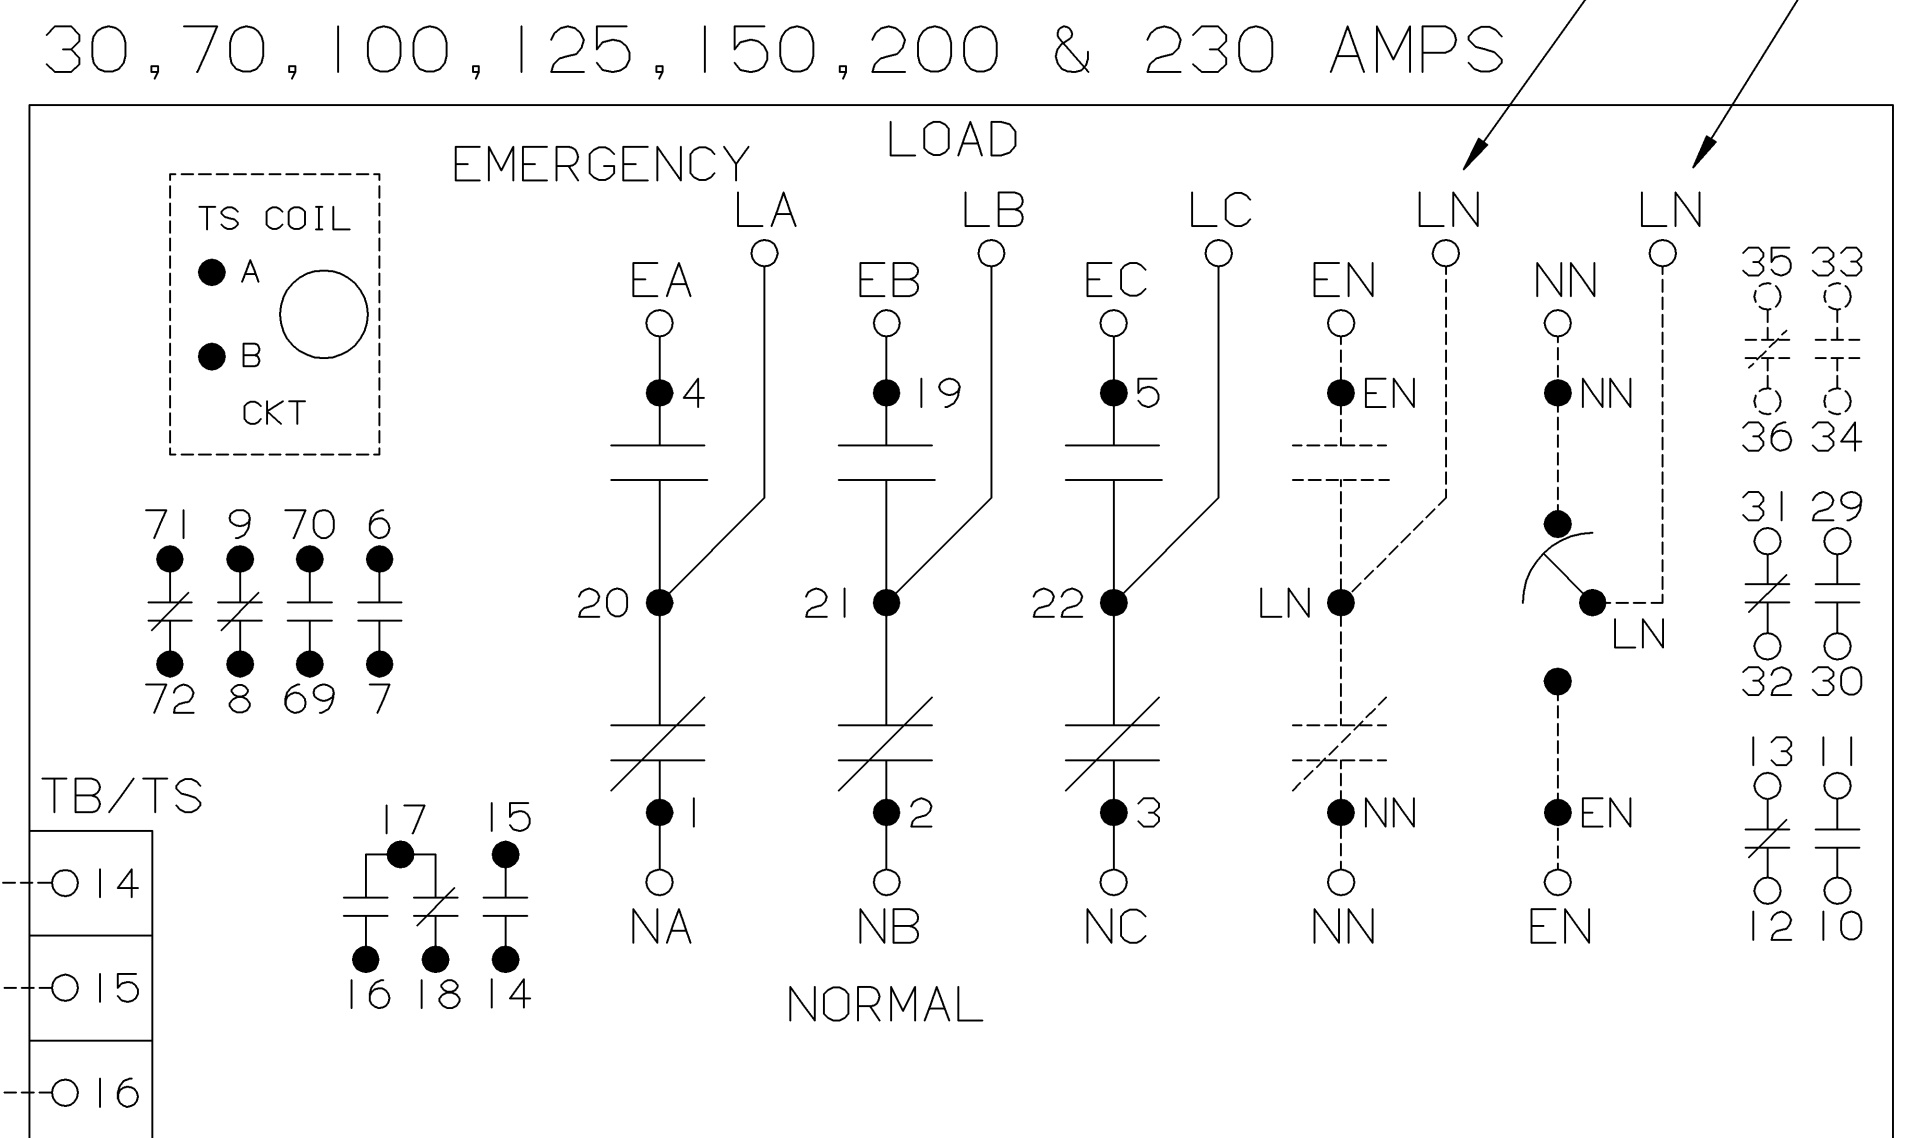 30,70,100,125,150,200 & 230 AMPS
LOAD
EMERGENCY
LA LB LC LN LN
TS COIL
A
EA EB EC EN NN
35 33
B
4 19 5 EN NN
CKT
36 34
71 9 70 6
31 29
20 21 22 LN LN
72 8 69 7
32 30
13 11
TB/TS
17 15
1 2 3 NN EN
14
NA NB NC NN EN
12 10
15
16 18 14
NORMAL
16